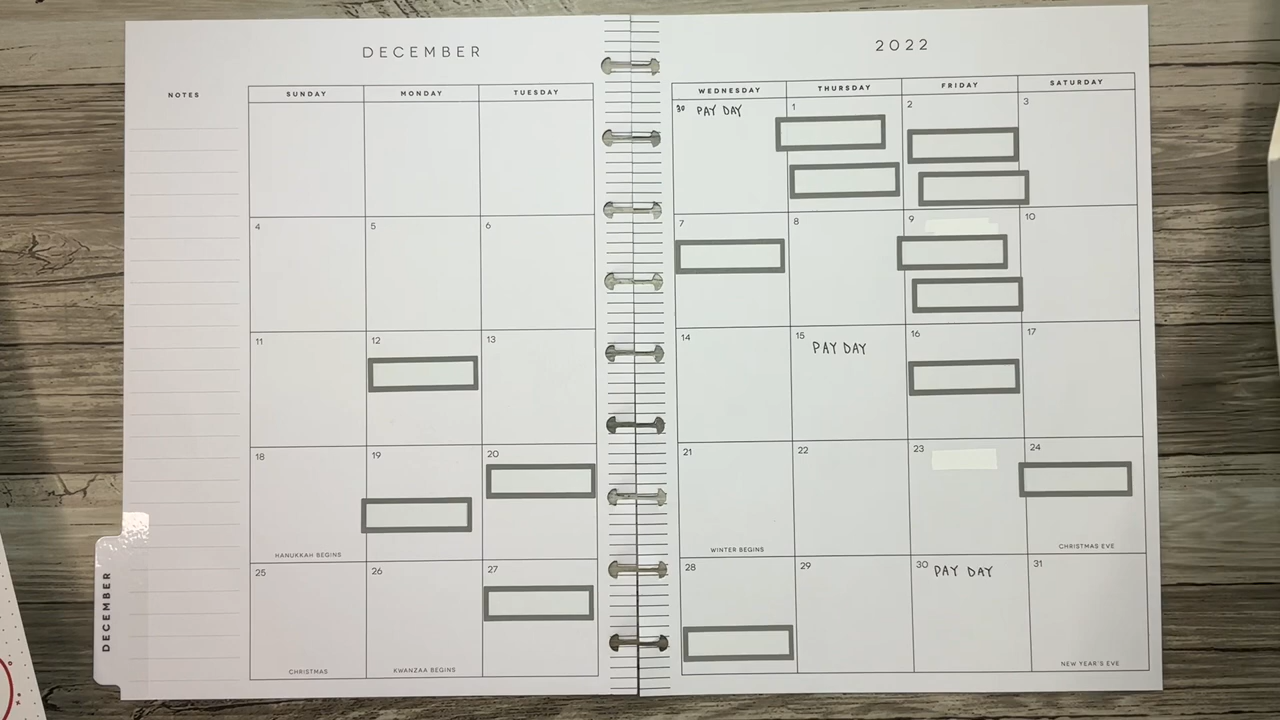 DECEMBER
2022
NOTES
SUNDAY
MONDAY
TUESDAY
WEDNESDAY
THURSDAY
FRIDAY
SATURDAY
30 PAY DAY
1
2
3
4
5
6
7
8
9
10
11
12
13
14
15
PAY DAY
16
17
18
HANUKKAH BEGINS
19
20
21
WINTER BEGINS
22
23
24
CHRISTMAS EVE
25
CHRISTMAS
26
KWANZAA BEGINS
27
28
29
30 PAY DAY
31
NEW YEAR'S EVE
DECEMBER